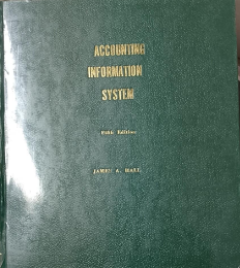 ACCOUNTING
INFORMATION
SYSTEM
Edition
JAMES A. HALL